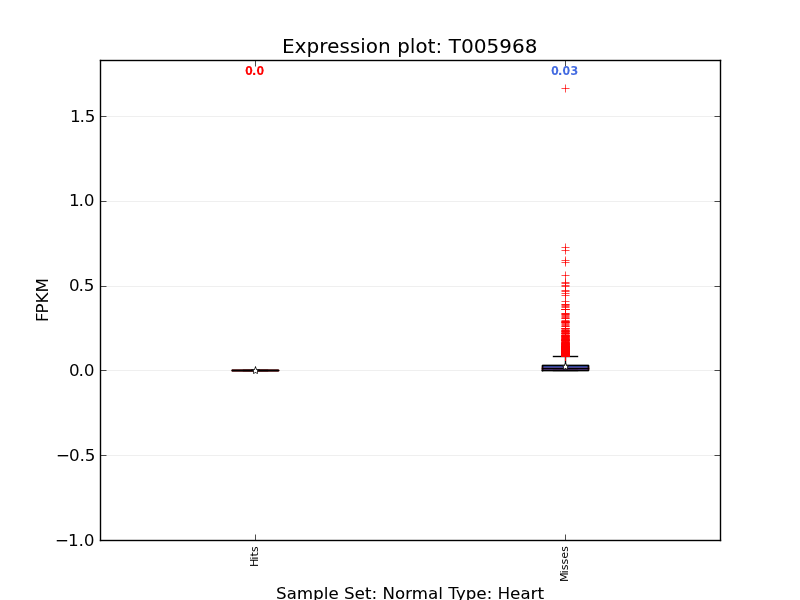 Expression plot: T005968
0.0
0.03
1.5
1.0
0.5
0.0
−0.5
−1.0
FPKM
Hits
Misses
Sample Set: Normal Type: Heart